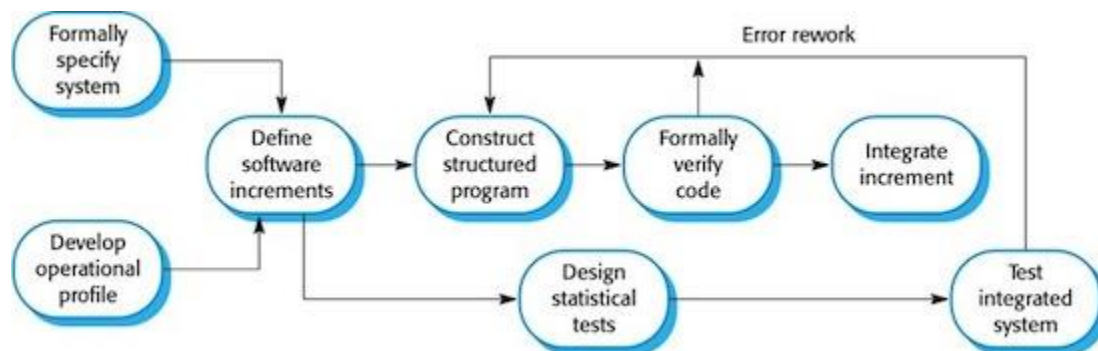 Formally
specify
system
Error rework
Define
software
increments
Construct
structured
program
Formally
verify
code
Integrate
increment
Develop
operational
profile
Design
statistical
tests
Test
integrated
system